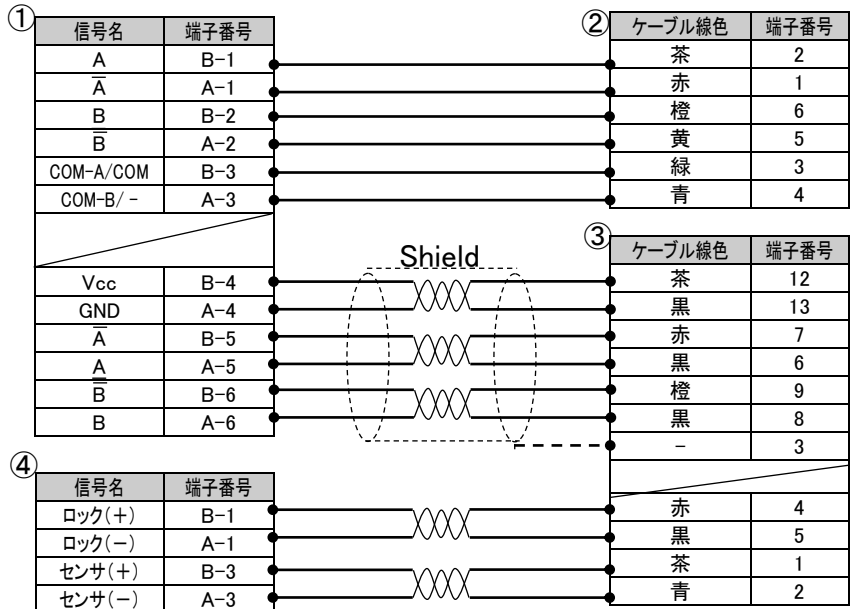 ①
信号名 端子番号
A B-1
A̅ A-1
B B-2
B̅ A-2
COM-A/COM B-3
COM-B/- A-3
Vcc B-4
GND A-4
A̅ B-5
A A-5
B̅ B-6
B A-6
Shield
②
ケーブル線色 端子番号
茶 2
赤 1
橙 6
黄 5
緑 3
青 4
③
ケーブル線色 端子番号
茶 12
黒 13
赤 7
黒 6
橙 9
黒 8
- 3
赤 4
黒 5
茶 1
青 2
④
信号名 端子番号
ロック(+) B-1
ロック(-) A-1
センサ(+) B-3
センサ(-) A-3